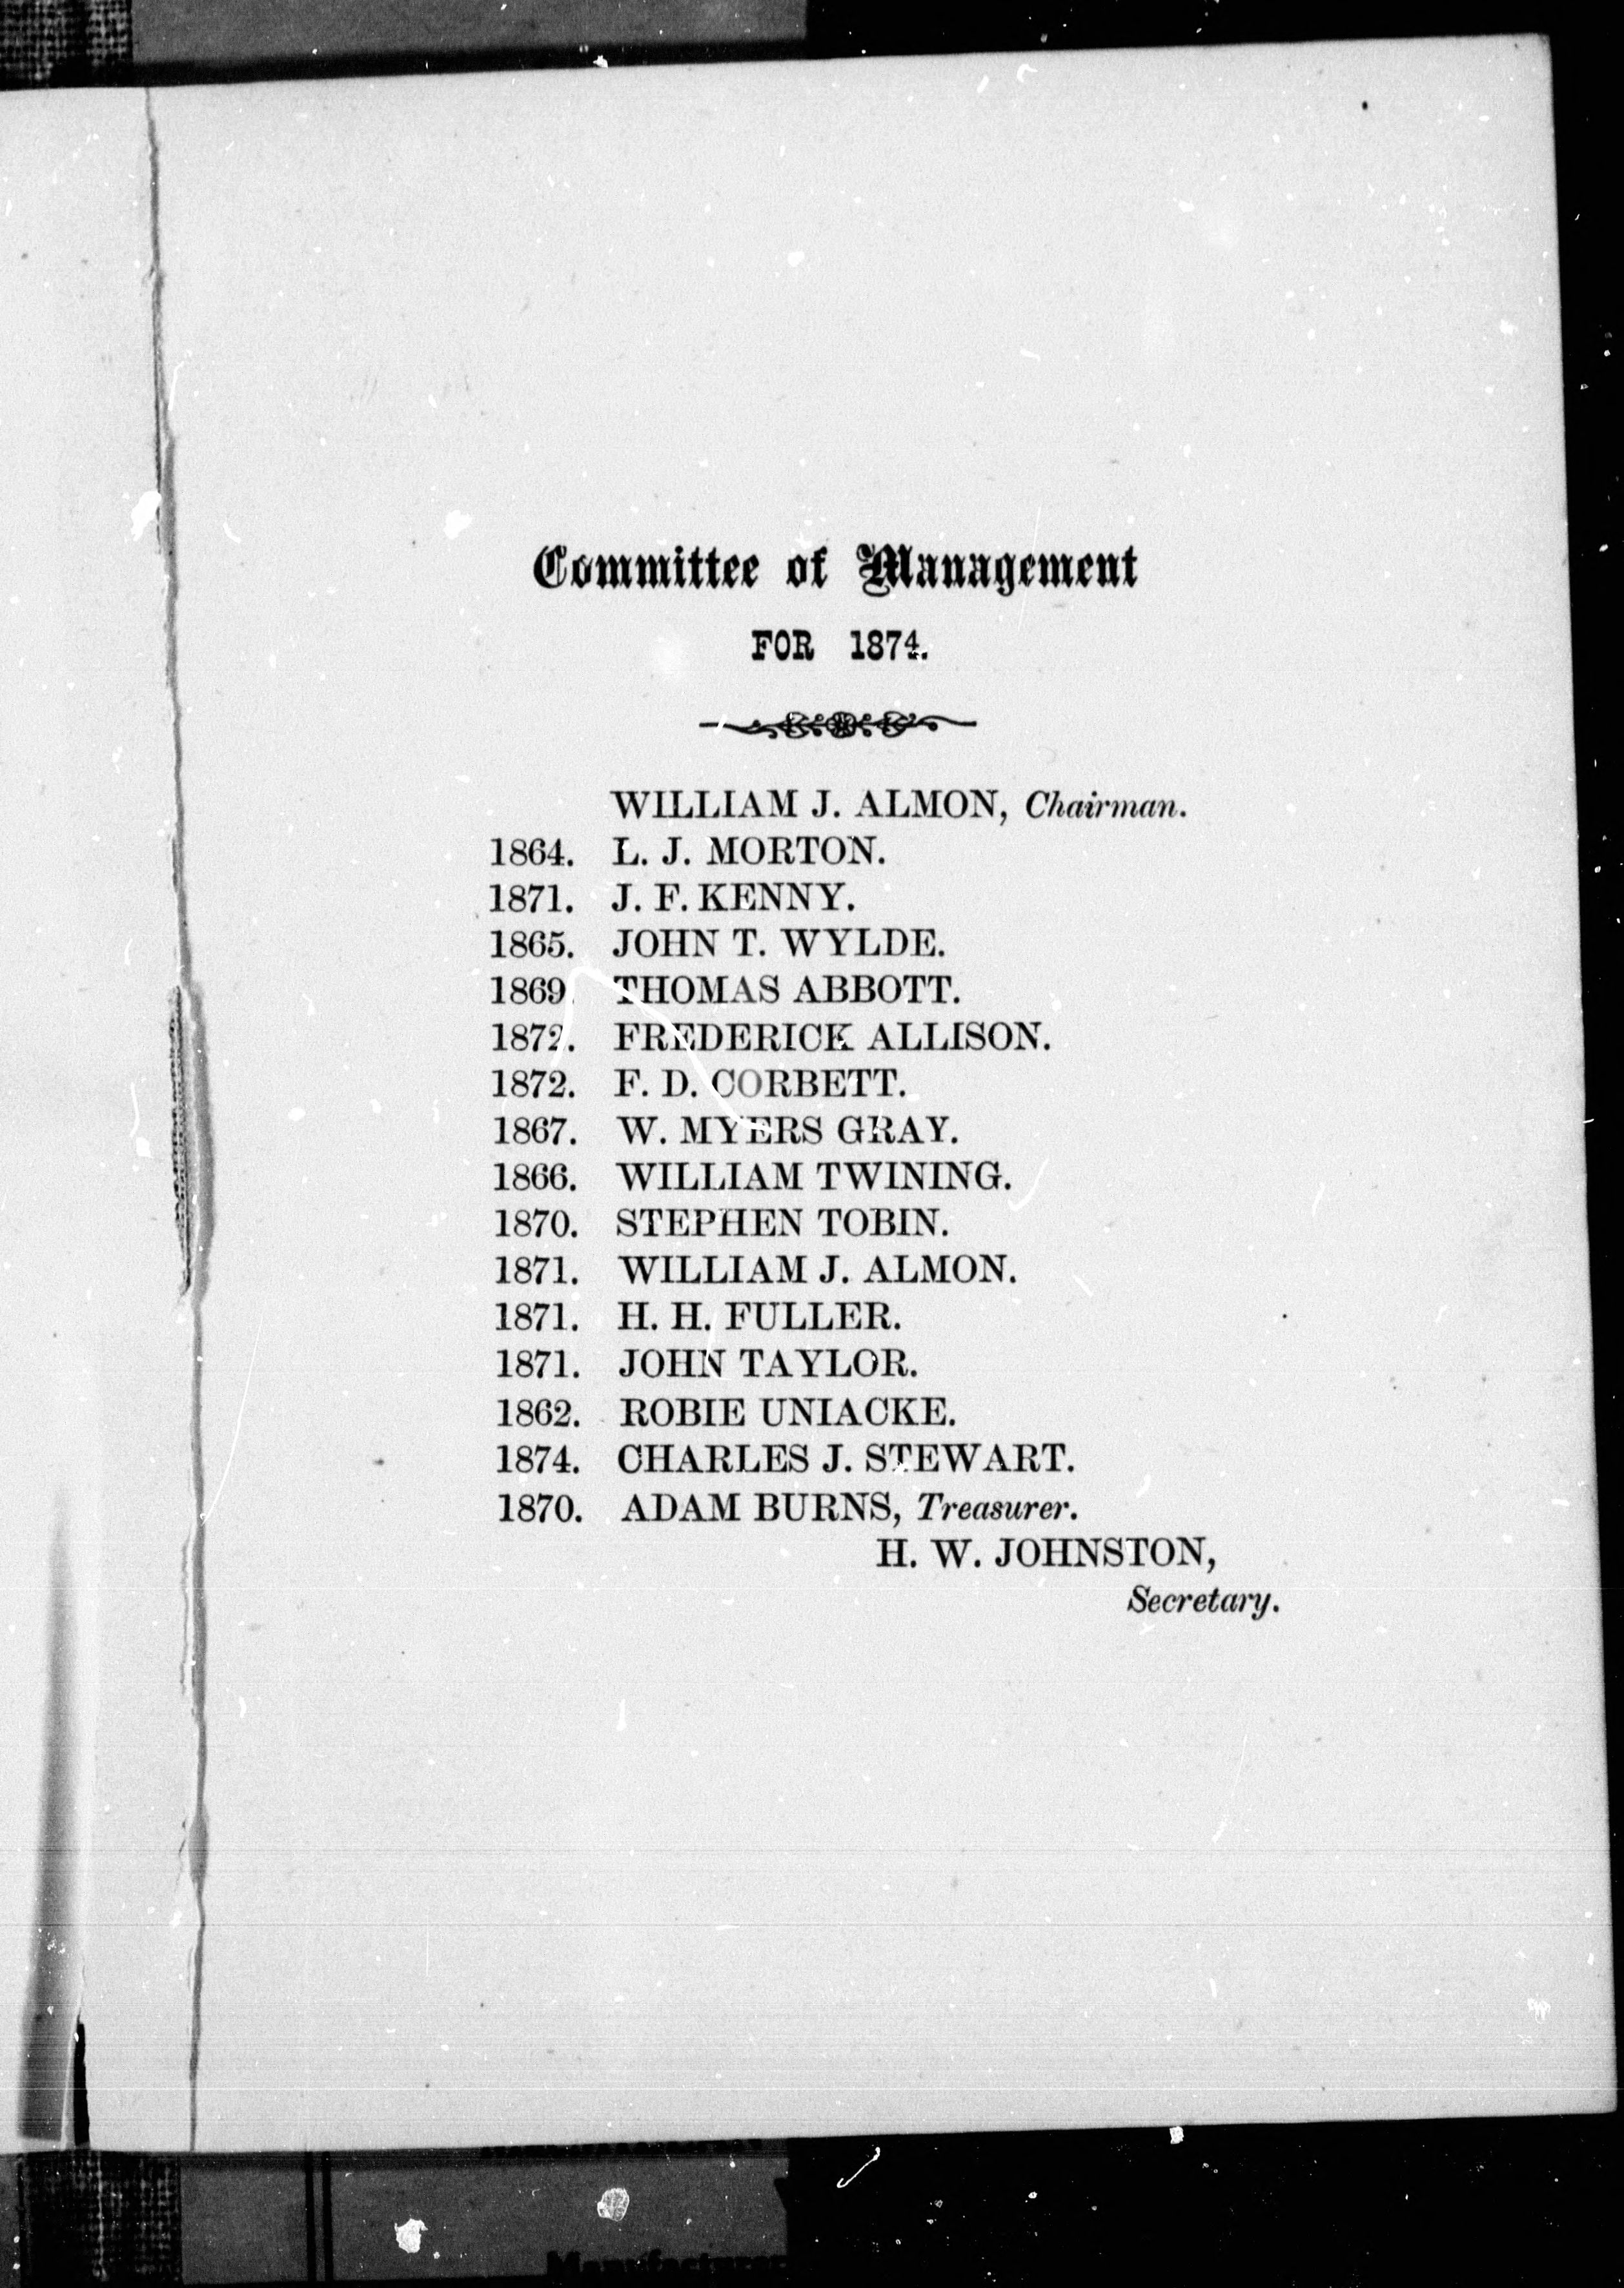 Committee of Management
FOR 1874.
WILLIAM J. ALMON, Chairman.
1864. L. J. MORTON.
1871. J. F. KENNY.
1865. JOHN T. WYLDE.
1869. THOMAS ABBOTT.
1872. FREDERICK ALLISON.
1872. F. D. CORBETT.
1867. W. MYERS GRAY.
1866. WILLIAM TWINING.
1870. STEPHEN TOBIN.
1871. WILLIAM J. ALMON.
1871. H. H. FULLER.
1871. JOHN TAYLOR.
1862. ROBIE UNIACKE.
1874. CHARLES J. STEWART.
1870. ADAM BURNS, Treasurer.
H. W. JOHNSTON,
Secretary.